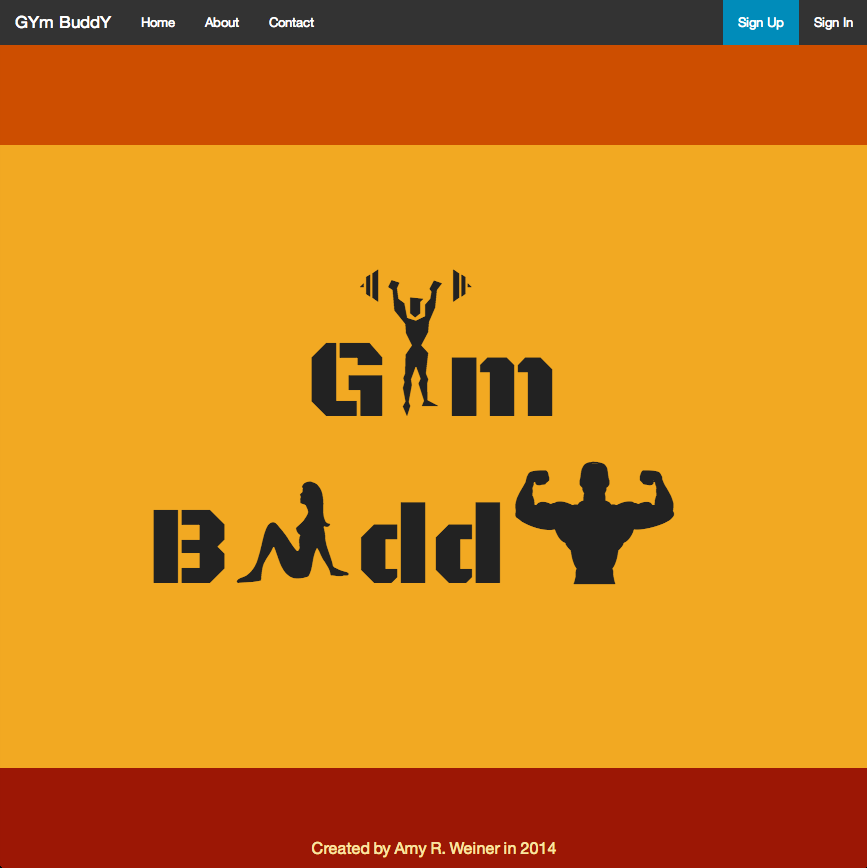 GYm BuddY Home About Contact Sign Up Sign In
Gym
Buddy
Created by Amy R. Weiner in 2014